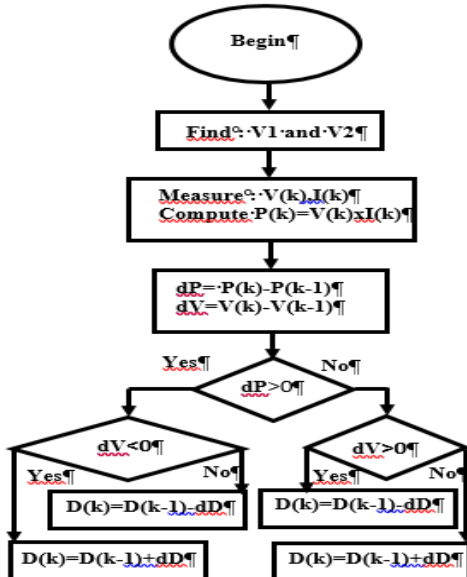 Begin¶
Find°:·V1·and·V2¶
Measure°:·V(k),I(k)¶
Compute·P(k)=V(k)xI(k)¶
dP=·P(k)-P(k-1)¶
dV=V(k)-V(k-1)¶
Yes¶
No¶
dP>0¶
dV<0¶
dV>0¶
Yes¶
No¶
Yes¶
No¶
D(k)=D(k-1)-dD¶
D(k)=D(k-1)-dD¶
D(k)=D(k-1)+dD¶
D(k)=D(k-1)+dD¶